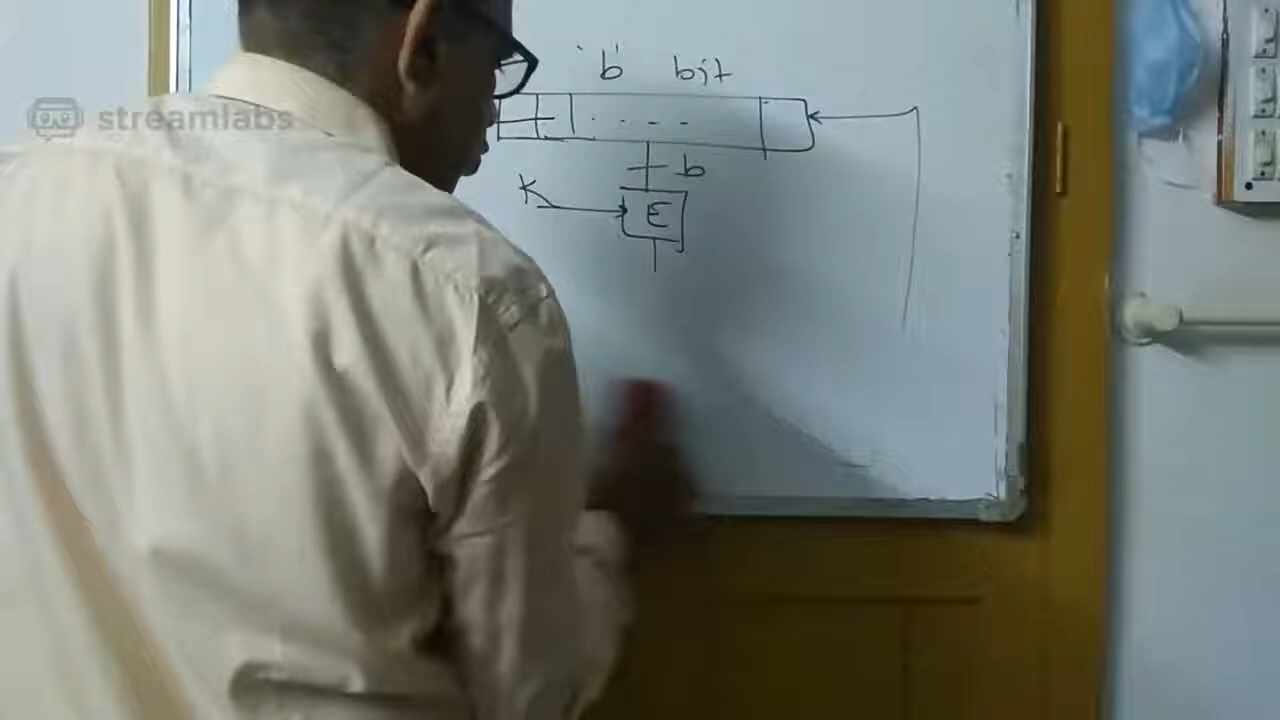 streamlabs
'b' bit
. . - - -
b
K
E